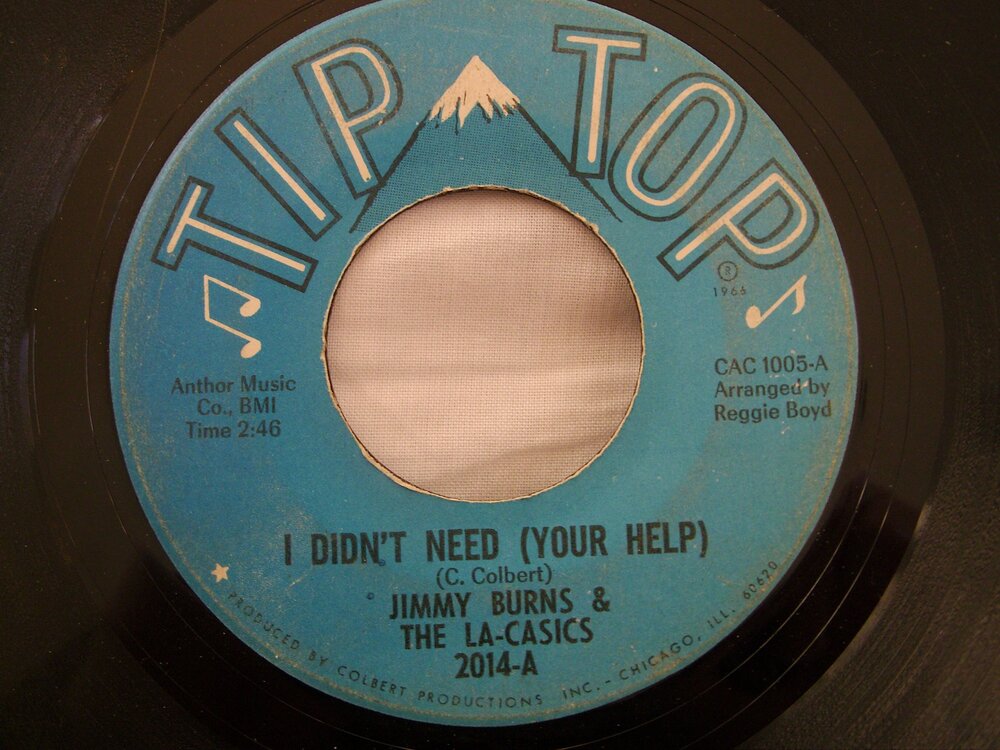 TIP TOP
Ⓡ
Anthor Music
Co., BMI
Time 2:46
CAC 1005-A
Arranged by
Reggie Boyd
I DIDN'T NEED (YOUR HELP)
(C. Colbert)
JIMMY BURNS &
THE LA-CASICS
2014-A
PRODUCED BY COLBERT PRODUCTIONS INC. - CHICAGO, ILL. 60620